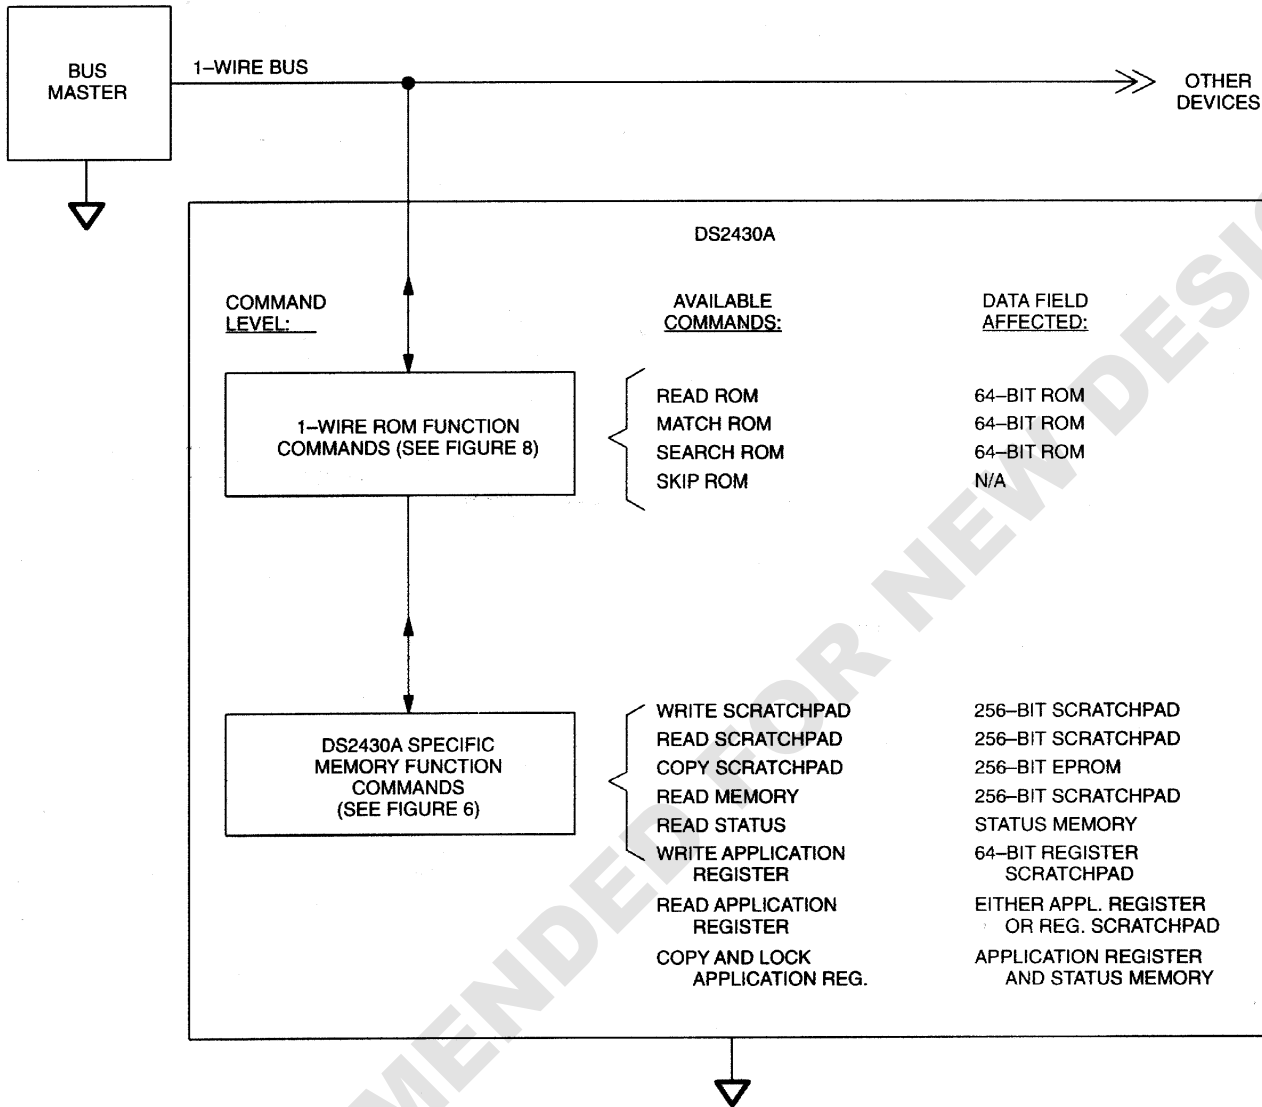 BUS
MASTER
1–WIRE BUS
OTHER
DEVICES
DS2430A
COMMAND
LEVEL:
AVAILABLE
COMMANDS:
DATA FIELD
AFFECTED:
1–WIRE ROM FUNCTION
COMMANDS (SEE FIGURE 8)
READ ROM 64–BIT ROM
MATCH ROM 64–BIT ROM
SEARCH ROM 64–BIT ROM
SKIP ROM N/A
DS2430A SPECIFIC
MEMORY FUNCTION
COMMANDS
(SEE FIGURE 6)
WRITE SCRATCHPAD 256–BIT SCRATCHPAD
READ SCRATCHPAD 256–BIT SCRATCHPAD
COPY SCRATCHPAD 256–BIT EPROM
READ MEMORY 256–BIT SCRATCHPAD
READ STATUS STATUS MEMORY
WRITE APPLICATION 64–BIT REGISTER
REGISTER SCRATCHPAD
READ APPLICATION EITHER APPL. REGISTER
REGISTER OR REG. SCRATCHPAD
COPY AND LOCK APPLICATION REGISTER
APPLICATION REG. AND STATUS MEMORY
MENDED FOR NEW DESIG